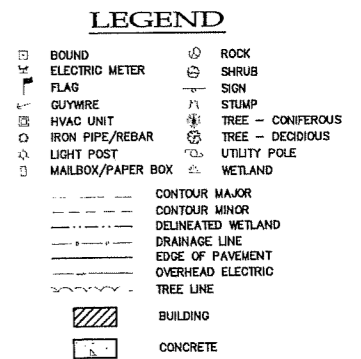 LEGEND
BOUND
ELECTRIC METER
FLAG
GUYWIRE
HVAC UNIT
IRON PIPE/REBAR
LIGHT POST
MAILBOX/PAPER BOX
ROCK
SHRUB
SIGN
STUMP
TREE - CONIFEROUS
TREE - DECIDIOUS
UTILITY POLE
WETLAND
CONTOUR MAJOR
CONTOUR MINOR
DELINEATED WETLAND
DRAINAGE LINE
EDGE OF PAVEMENT
OVERHEAD ELECTRIC
TREE LINE
BUILDING
CONCRETE